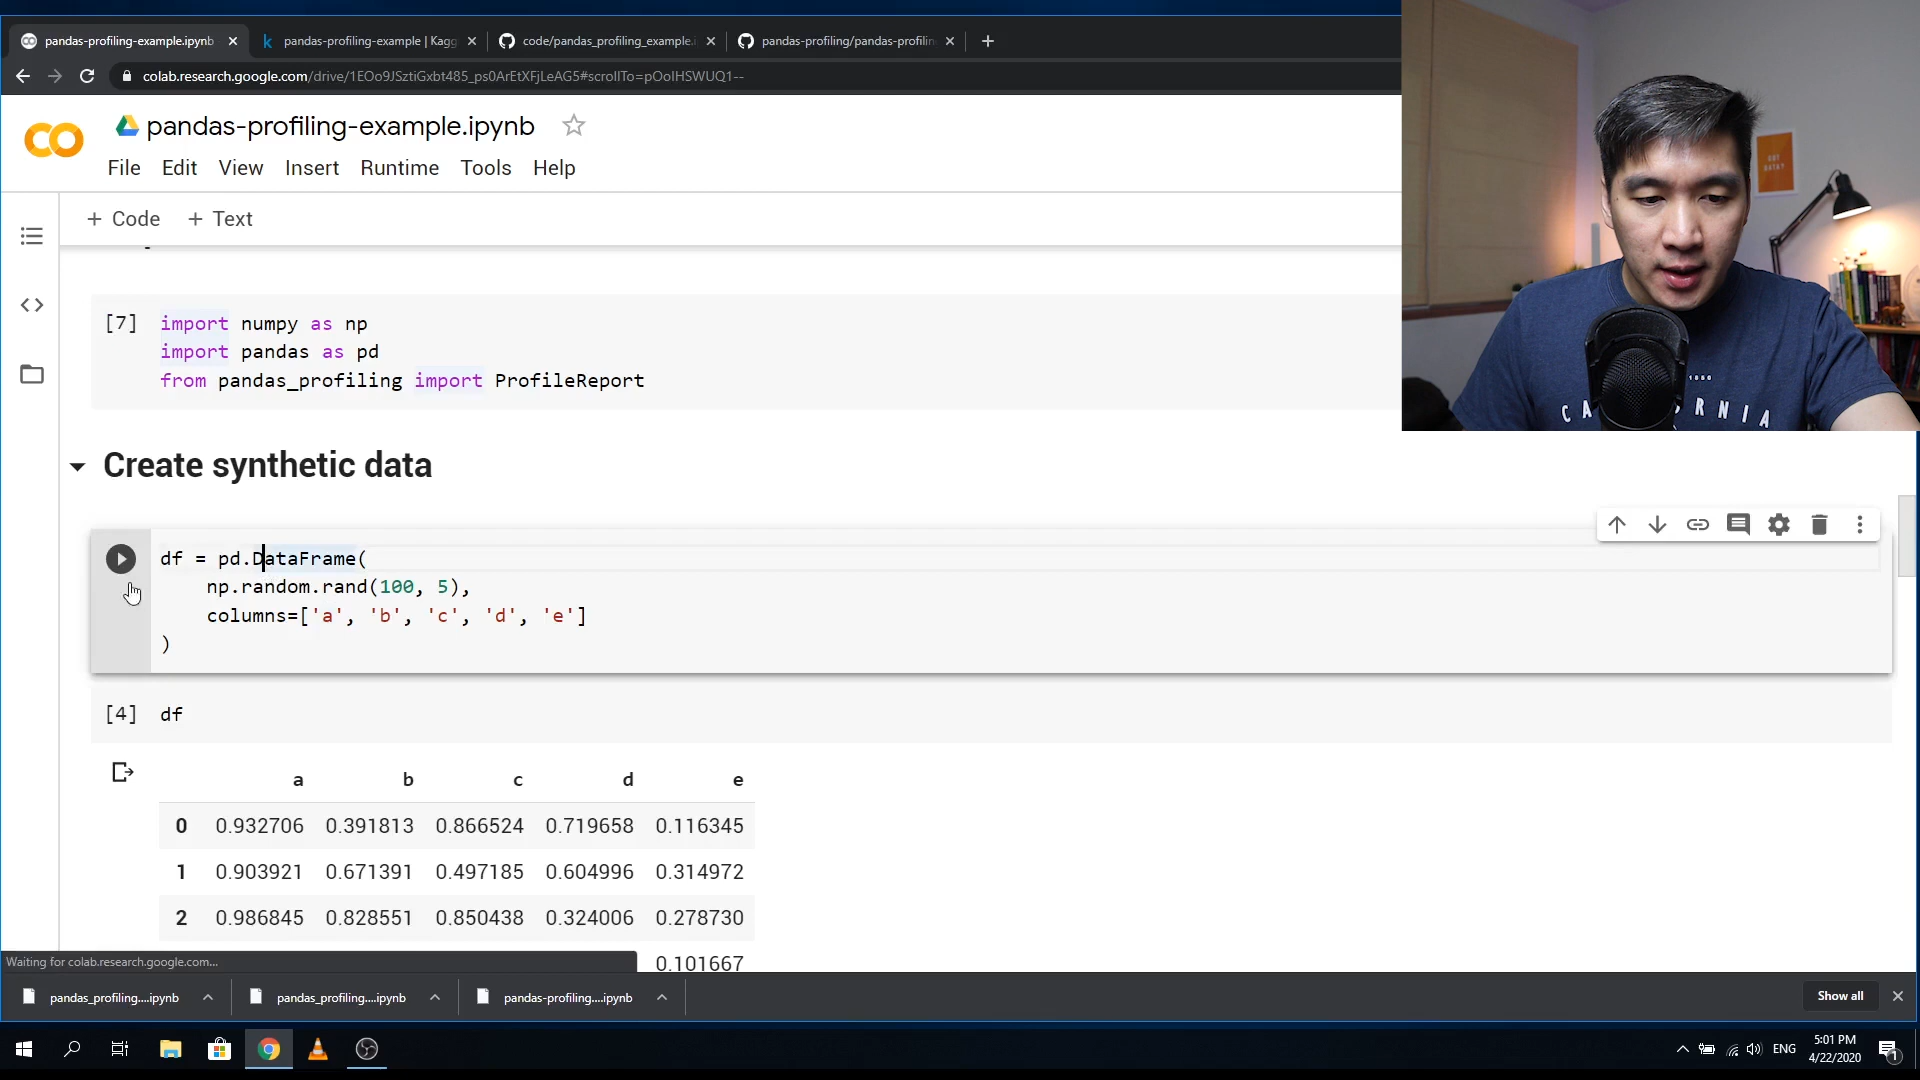 pandas-profiling-example.ipynb
pandas-profiling-example | Kagg
code/pandas_profiling_example.i
pandas-profiling/pandas-profilin
colab.research.google.com/drive/1EOo9JSztiGxbt485_ps0ArEtXFjLeAG5#scrollTo=pOoIHSWUQ1--
pandas-profiling-example.ipynb
File Edit View Insert Runtime Tools Help
+ Code + Text
[7] import numpy as np
import pandas as pd
from pandas_profiling import ProfileReport
Create synthetic data
df = pd.DataFrame(
np.random.rand(100, 5),
columns=['a', 'b', 'c', 'd', 'e']
)
[4] df
a b c d e
0 0.932706 0.391813 0.866524 0.719658 0.116345
1 0.903921 0.671391 0.497185 0.604996 0.314972
2 0.986845 0.828551 0.850438 0.324006 0.278730
0.101667
Waiting for colab.research.google.com...
pandas_profiling....ipynb
pandas_profiling....ipynb
pandas-profiling....ipynb
Show all
ENG
5:01 PM
4/22/2020
1
GOT
DATA?